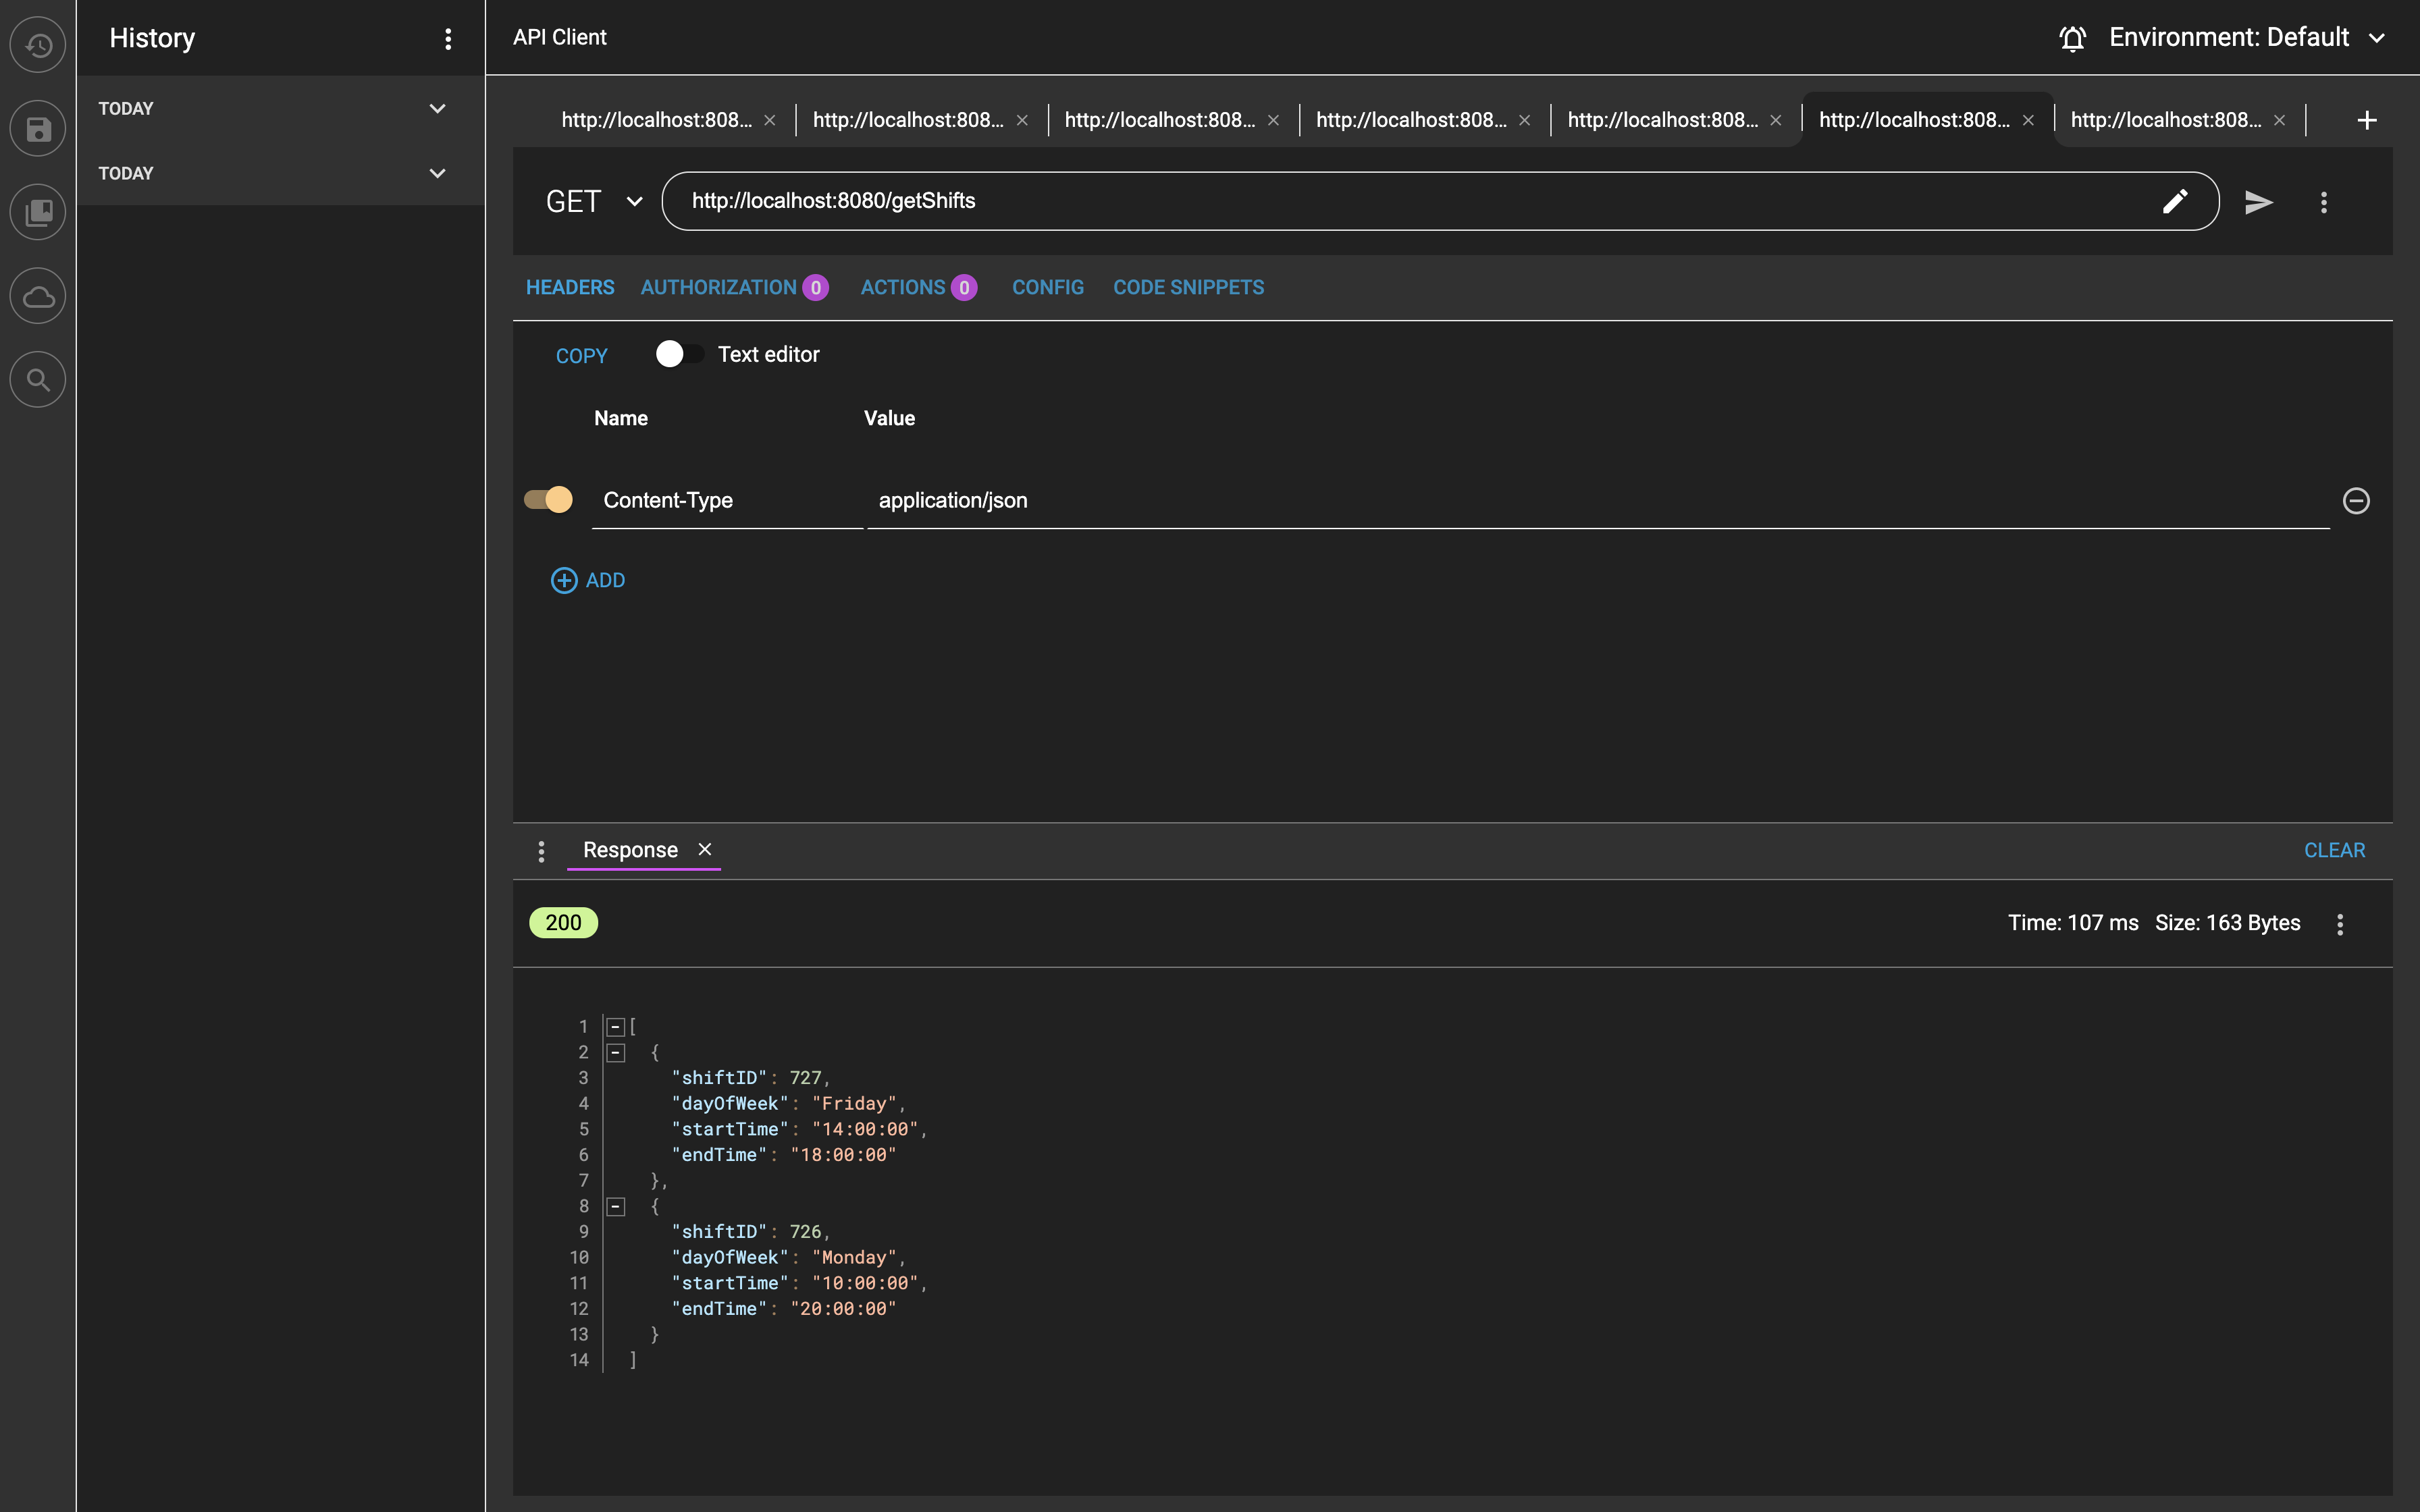 History
TODAY
TODAY
API Client
Environment: Default
http://localhost:808...
http://localhost:808...
http://localhost:808...
http://localhost:808...
http://localhost:808...
http://localhost:808...
http://localhost:808...
GET http://localhost:8080/getShifts
HEADERS AUTHORIZATION 0 ACTIONS 0 CONFIG CODE SNIPPETS
COPY Text editor
Name Value
Content-Type application/json
ADD
Response CLEAR
200 Time: 107 ms Size: 163 Bytes
1 [
2 {
3 "shiftID": 727,
4 "dayOfWeek": "Friday",
5 "startTime": "14:00:00",
6 "endTime": "18:00:00"
7 },
8 {
9 "shiftID": 726,
10 "dayOfWeek": "Monday",
11 "startTime": "10:00:00",
12 "endTime": "20:00:00"
13 }
14 ]